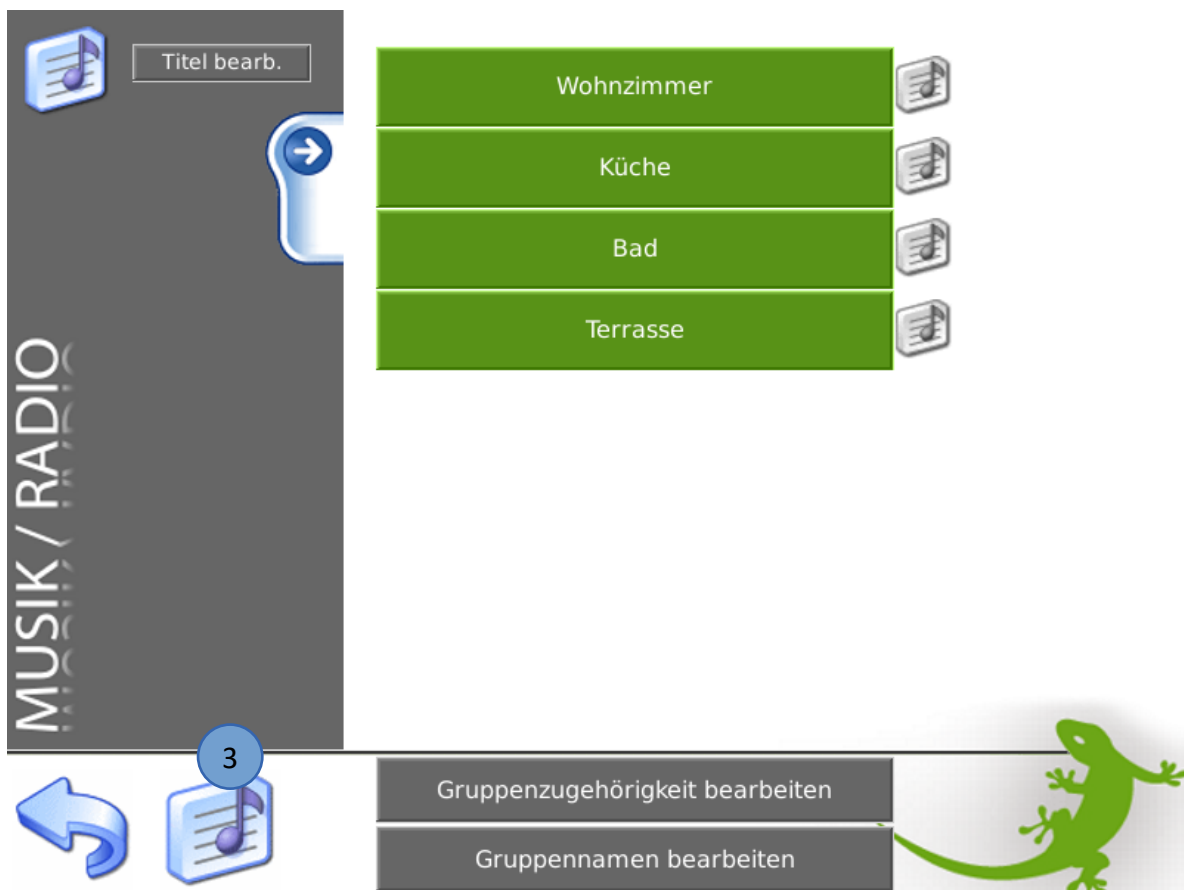 Titel bearb.
MUSIK / RADIO
Wohnzimmer
Küche
Bad
Terrasse
3
Gruppenzugehörigkeit bearbeiten
Gruppennamen bearbeiten